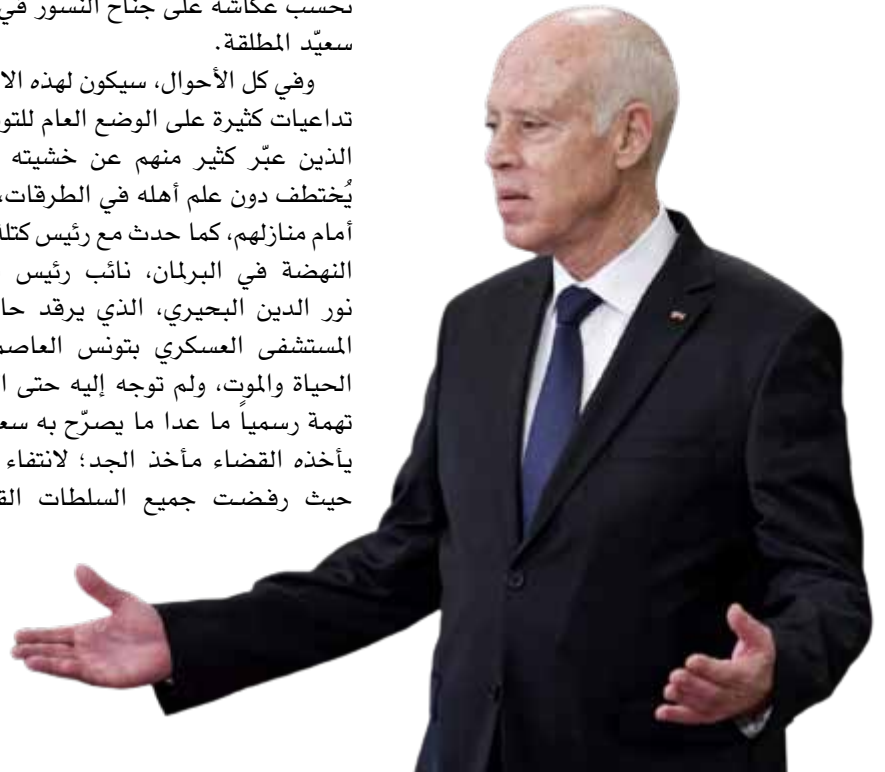 بحسب عكاشة على جناح النسور في
سعيّد المطلقة.
وفي كل الأحوال، سيكون لهذه الا
تداعيات كثيرة على الوضع العام للتو
الذين عبّر كثير منهم عن خشيته
يُختطف دون علم أهله في الطرقات،
أمام منازلهم، كما حدث مع رئيس كتلة
النهضة في البرلمان، نائب رئيس
نور الدين البحيري، الذي يرقد حا
المستشفى العسكري بتونس العاصم
الحياة والموت، ولم توجه إليه حتى ا
تهمة رسمياً ما عدا ما يصرّح به سع
يأخذه القضاء مأخذ الجد؛ لانتفاء
حيث رفضت جميع السلطات الق